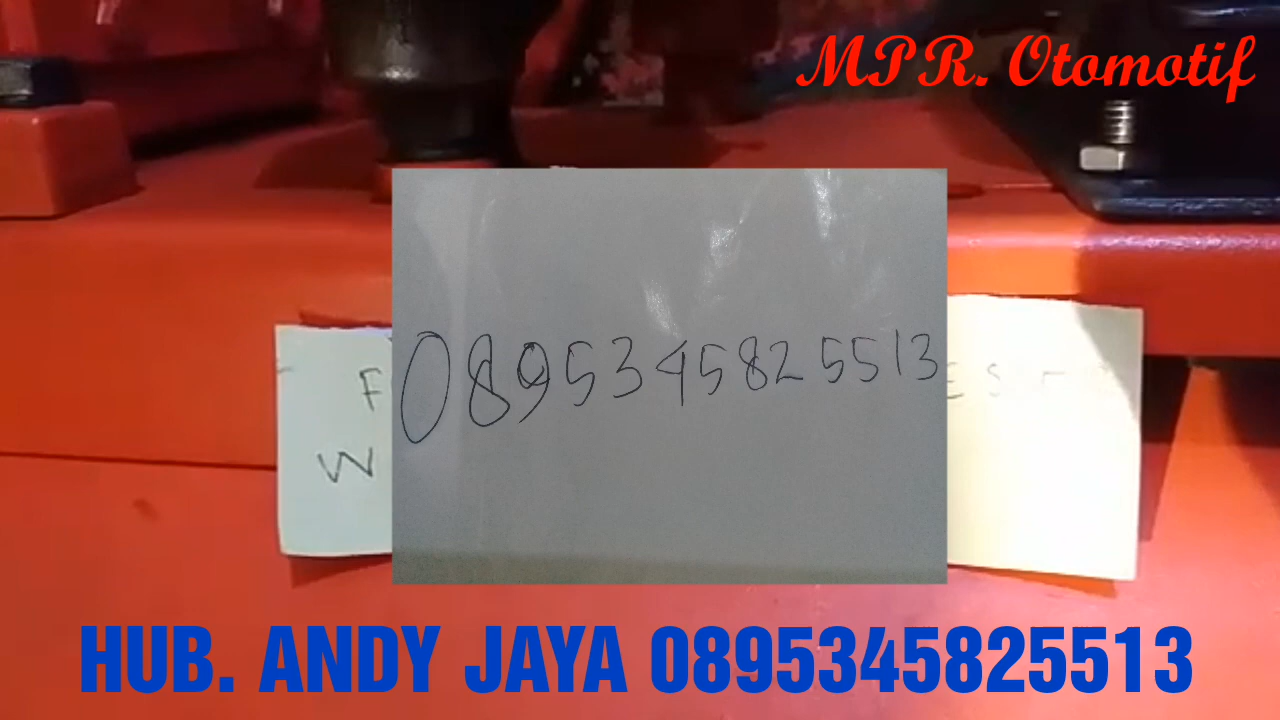 MPR. Otomotif
F
W
0895345825513
E S
HUB. ANDY JAYA 0895345825513